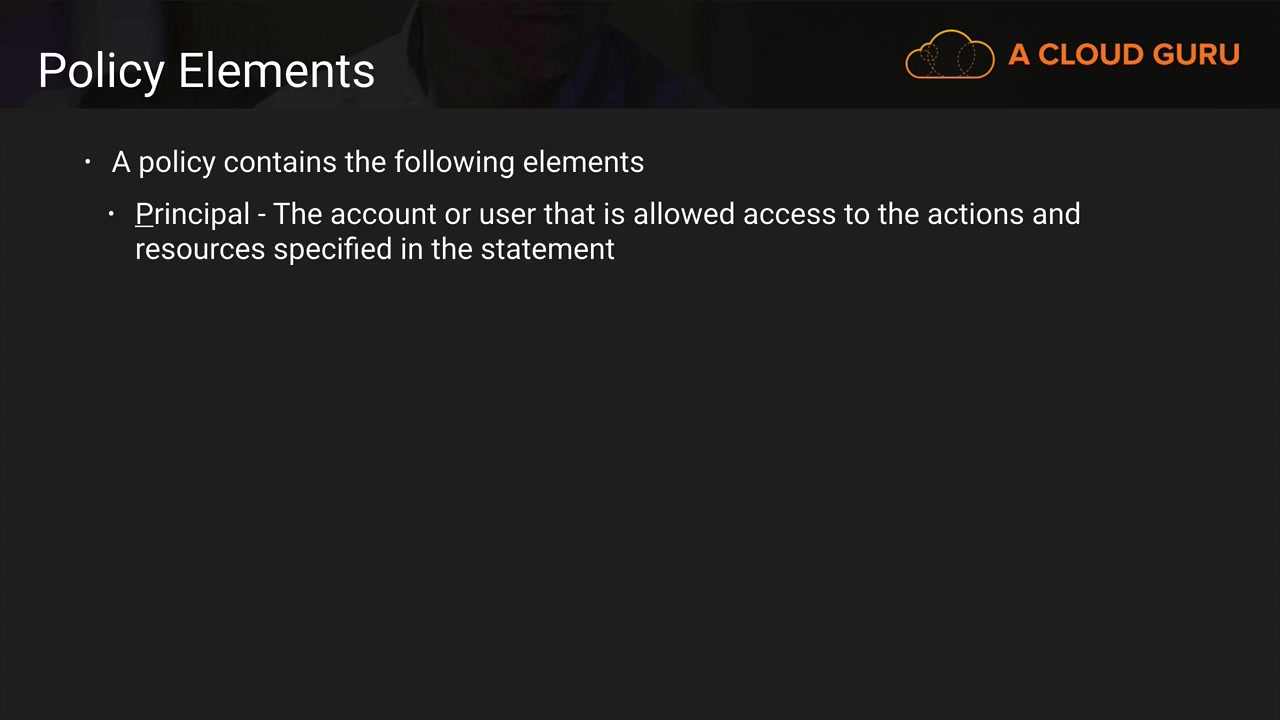 Policy Elements
A CLOUD GURU
· A policy contains the following elements
· Principal - The account or user that is allowed access to the actions and
resources specified in the statement